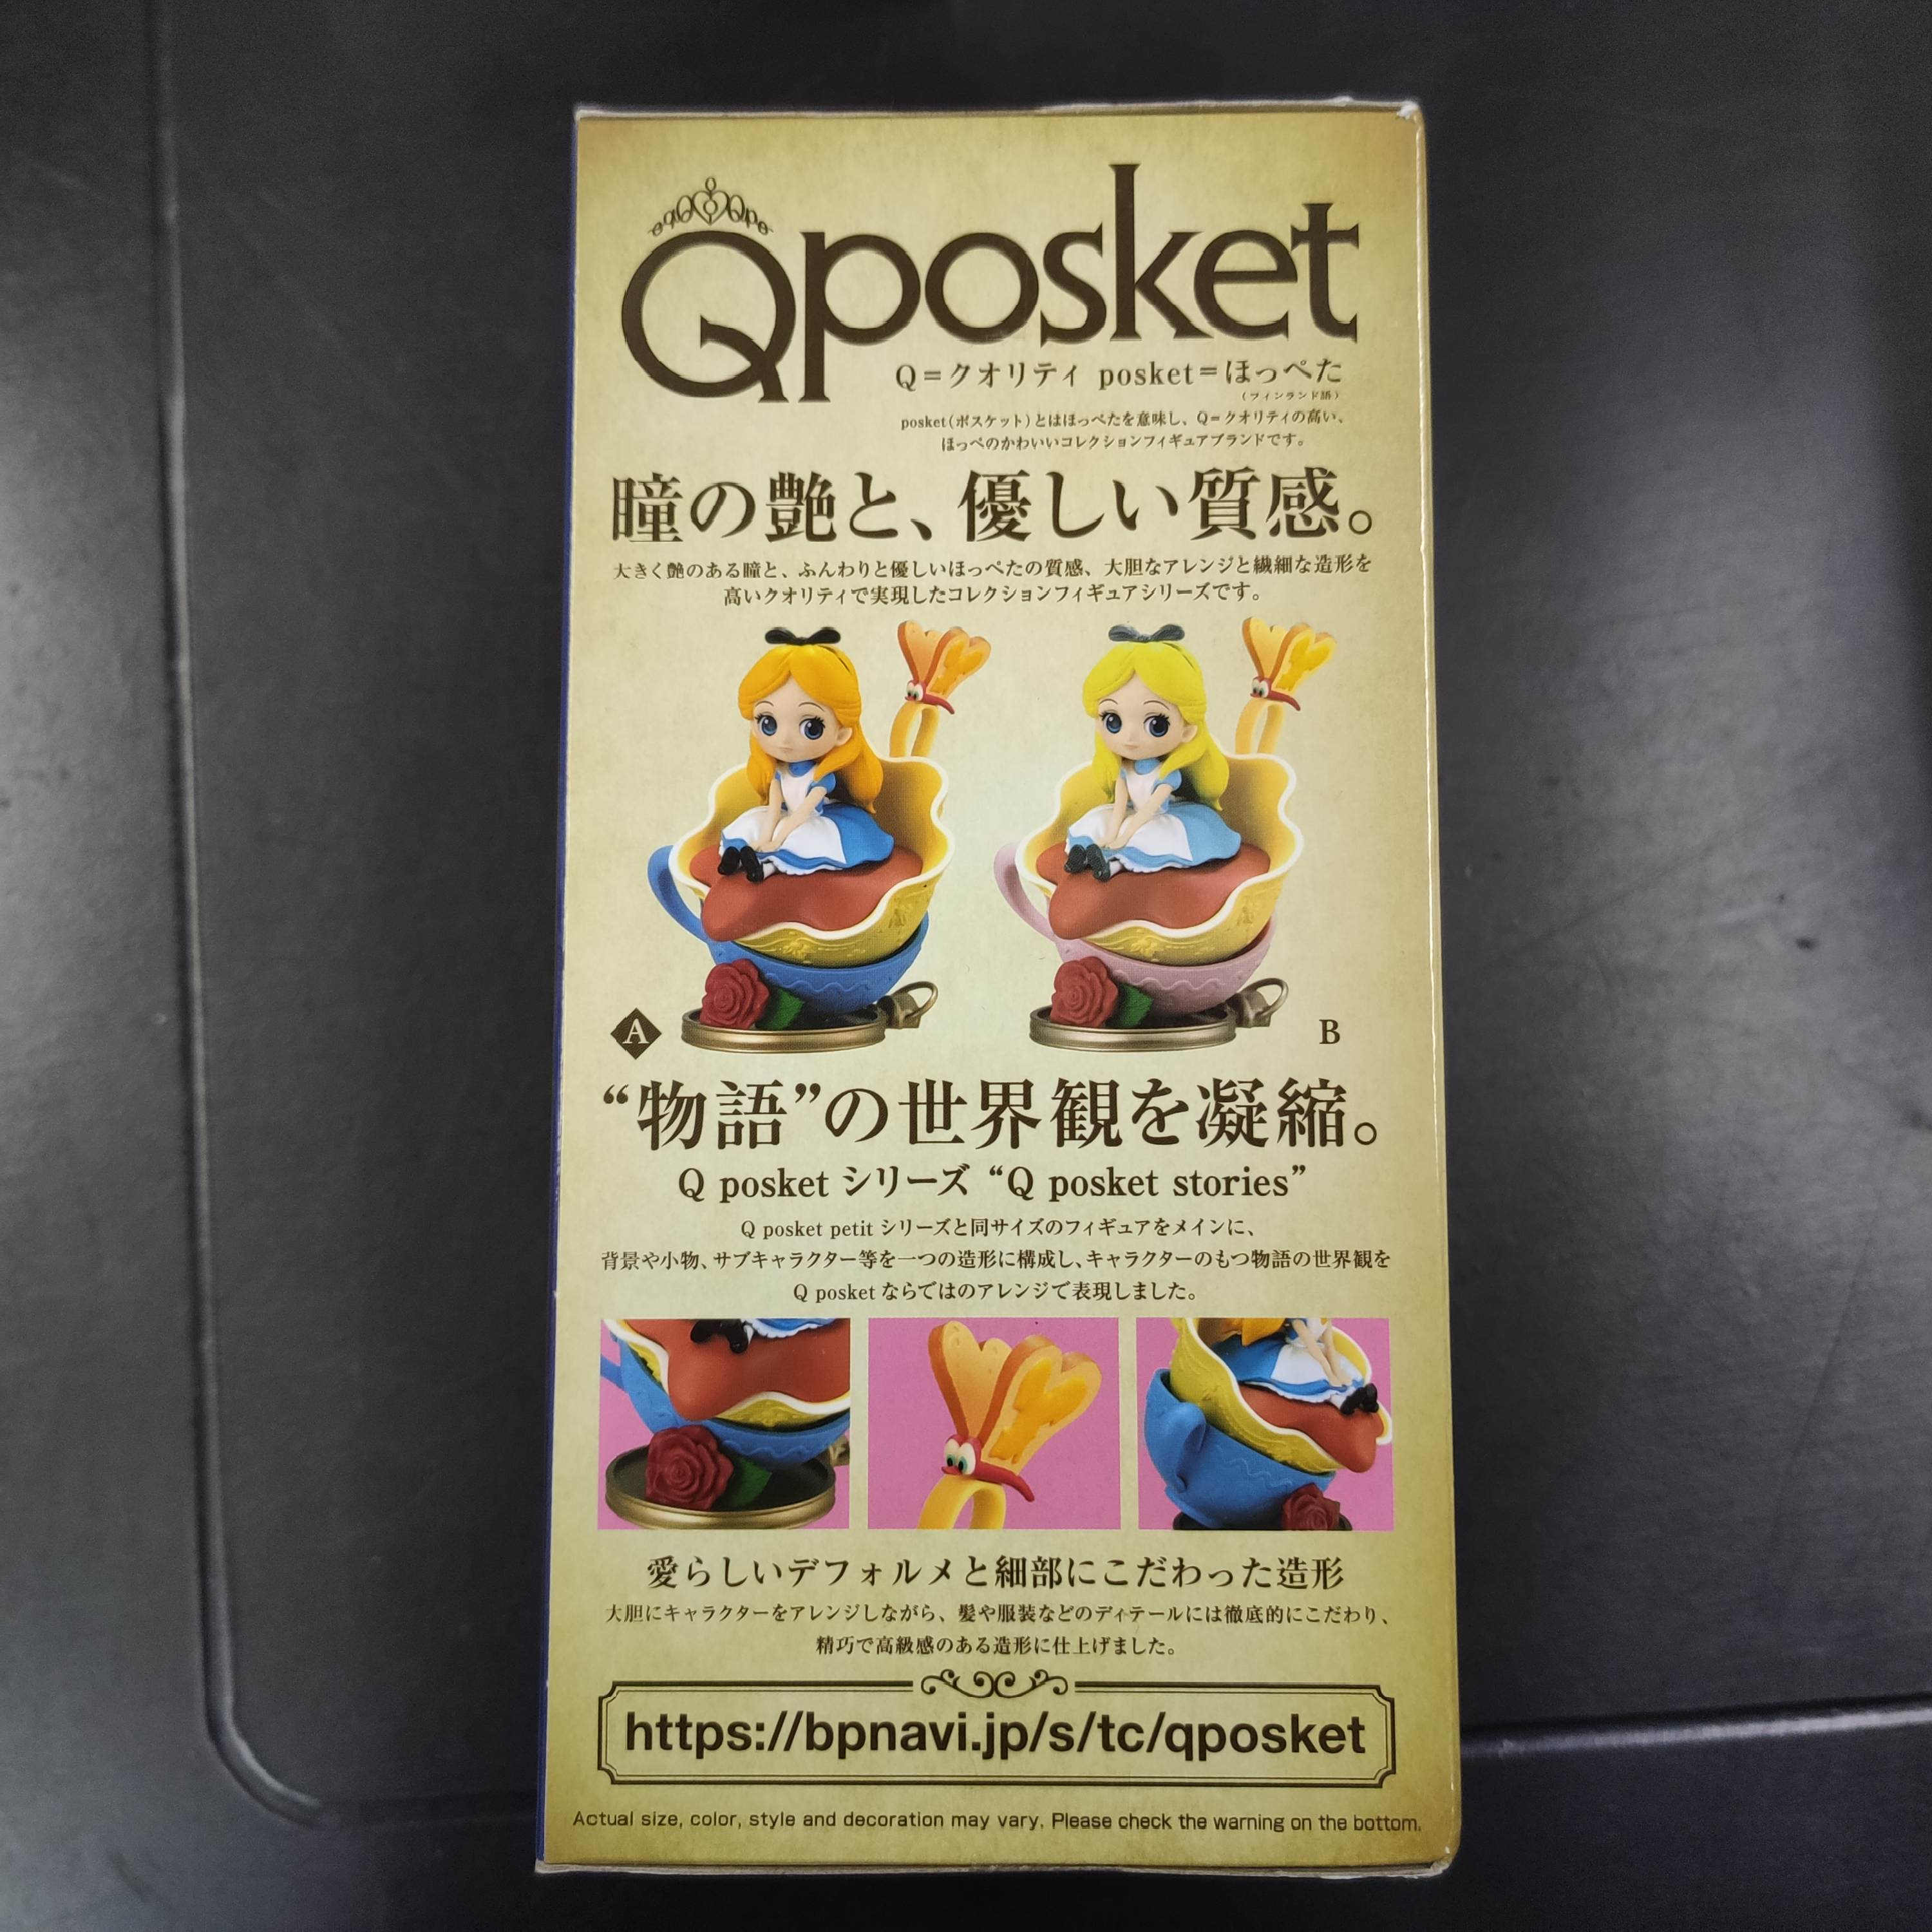 Qposket
Q=クオリティ posket=ほっぺた
(フィンランド語)
posket(ポスケット)とはほっぺたを意味し、Q=クオリティの高い、
ほっぺのかわいいコレクションフィギュアブランドです。
瞳の艶と、優しい質感。
大きく艶のある瞳と、ふんわりと優しいほっぺたの質感、大胆なアレンジと繊細な造形を
高いクオリティで実現したコレクションフィギュアシリーズです。
A
B
“物語”の世界観を凝縮。
Q posket シリーズ “Q posket stories”
Q posket petit シリーズと同サイズのフィギュアをメインに、
背景や小物、サブキャラクター等を一つの造形に構成し、キャラクターのもつ物語の世界観を
Q posket ならではのアレンジで表現しました。
愛らしいデフォルメと細部にこだわった造形
大胆にキャラクターをアレンジしながら、髪や服装などのディテールには徹底的にこだわり、
精巧で高級感のある造形に仕上げました。
https://bpnavi.jp/s/tc/qposket
Actual size, color, style and decoration may vary. Please check the warning on the bottom.